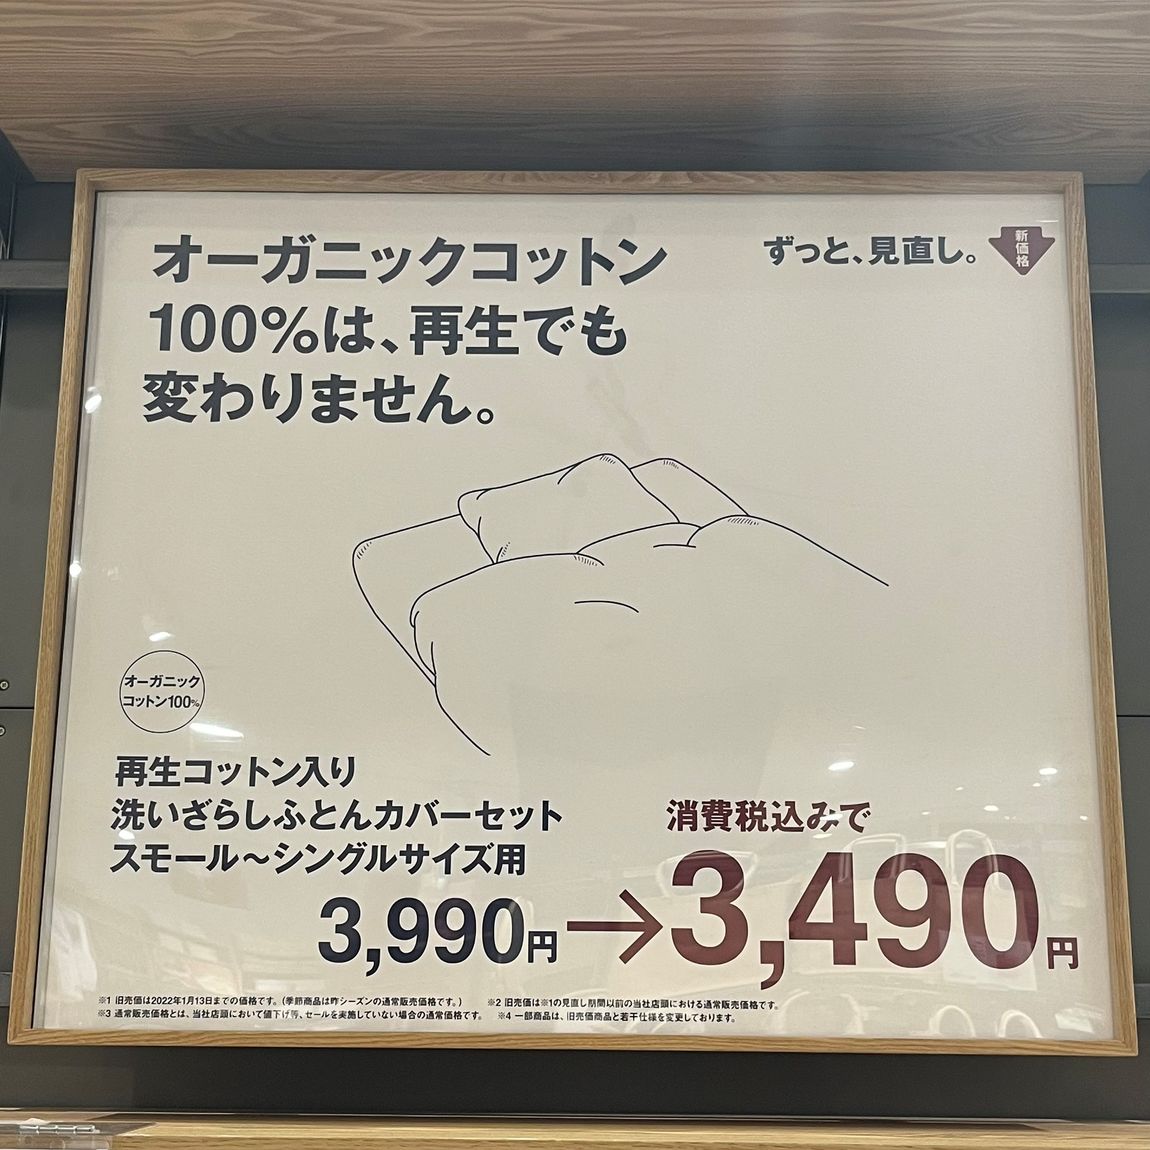 オーガニックコットン
100%は、再生でも
変わりません。
ずっと、見直し。
新価格
オーガニック
コットン100%
再生コットン入り
洗いざらしふとんカバーセット
スモール～シングルサイズ用
消費税込みで
3,990円→3,490円
※1 旧売価は2022年1月13日までの価格です。(季節商品は昨シーズンの通常販売価格です。) ※2 旧売価は※1の見直し期間以前の当社店頭における通常販売価格です。
※3 通常販売価格とは、当社店頭において値下げ等、セールを実施していない場合の通常価格です。 ※4 一部商品は、旧売価商品と若干仕様を変更しております。